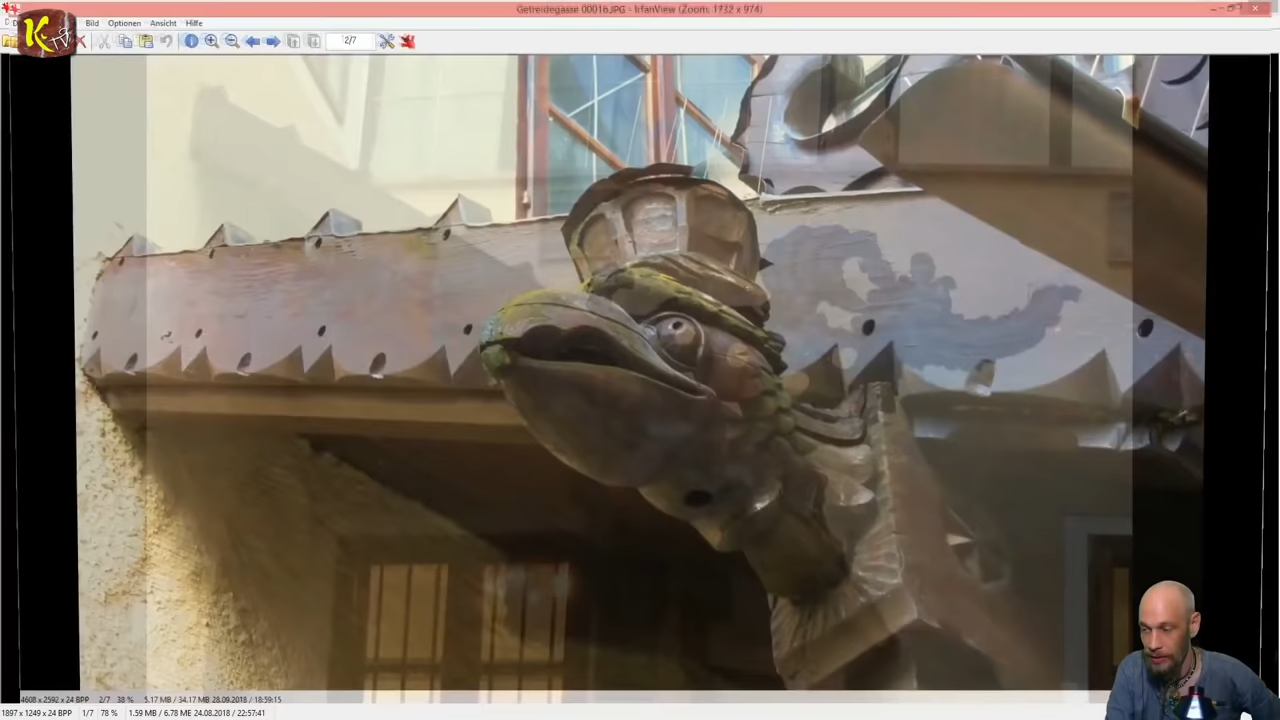 Getreidegasse 00016.JPG - IrfanView (Zoom: 1732 x 974)
Bild Optionen Ansicht Hilfe
K TV
2/7
4608 x 2592 x 24 BPP 2/7 38 % 5.17 MB / 34.17 MB 28.09.2018 / 18:59:15
1897 x 1249 x 24 BPP 1/7 78 % 1.59 MB / 6.78 MB 24.08.2018 / 22:57:41